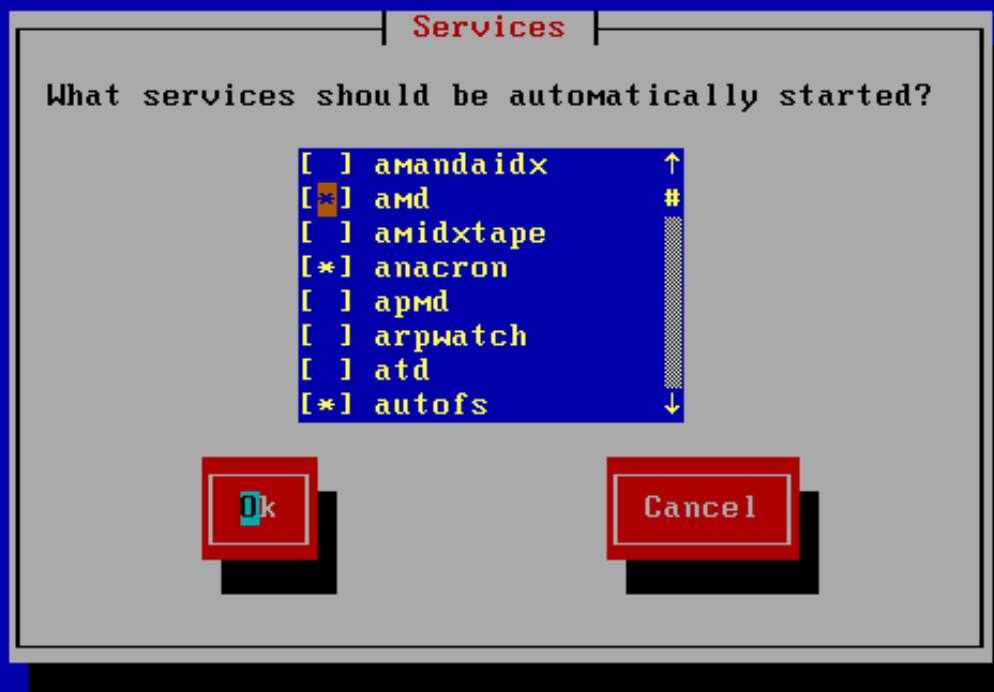 Services
What services should be automatically started?
[ ] amandaidx ↑
[*] amd #
[ ] amidxtape
[*] anacron
[ ] apmd
[ ] arpwatch
[ ] atd
[*] autofs ↓
Ok Cancel